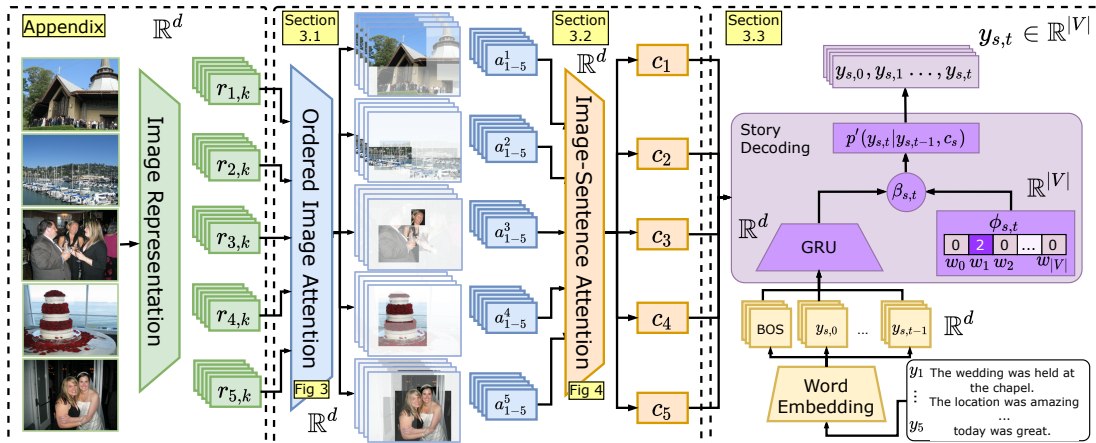 Appendix
ℝ^d
Image Representation
r_{1,k}
r_{2,k}
r_{3,k}
r_{4,k}
r_{5,k}
Section
3.1
Ordered Image Attention
Fig 3
ℝ^d
a^1_{1-5}
a^2_{1-5}
a^3_{1-5}
a^4_{1-5}
a^5_{1-5}
Section
3.2
ℝ^d
Image-Sentence Attention
Fig 4
c_1
c_2
c_3
c_4
c_5
Section
3.3
y_{s,t} ∈ ℝ^{|V|}
y_{s,0}, y_{s,1} ..., y_{s,t}
Story
Decoding
p'(y_{s,t}|y_{s,t-1}, c_s)
β_{s,t}
ℝ^{|V|}
ℝ^d
GRU
ϕ_{s,t}
0 2 0 ... 0
w_0 w_1 w_2 w_{|V|}
BOS y_{s,0} ... y_{s,t-1}
ℝ^d
Word
Embedding
y_1 The wedding was held at
the chapel.
⋮ The location was amazing
...
y_5 today was great.